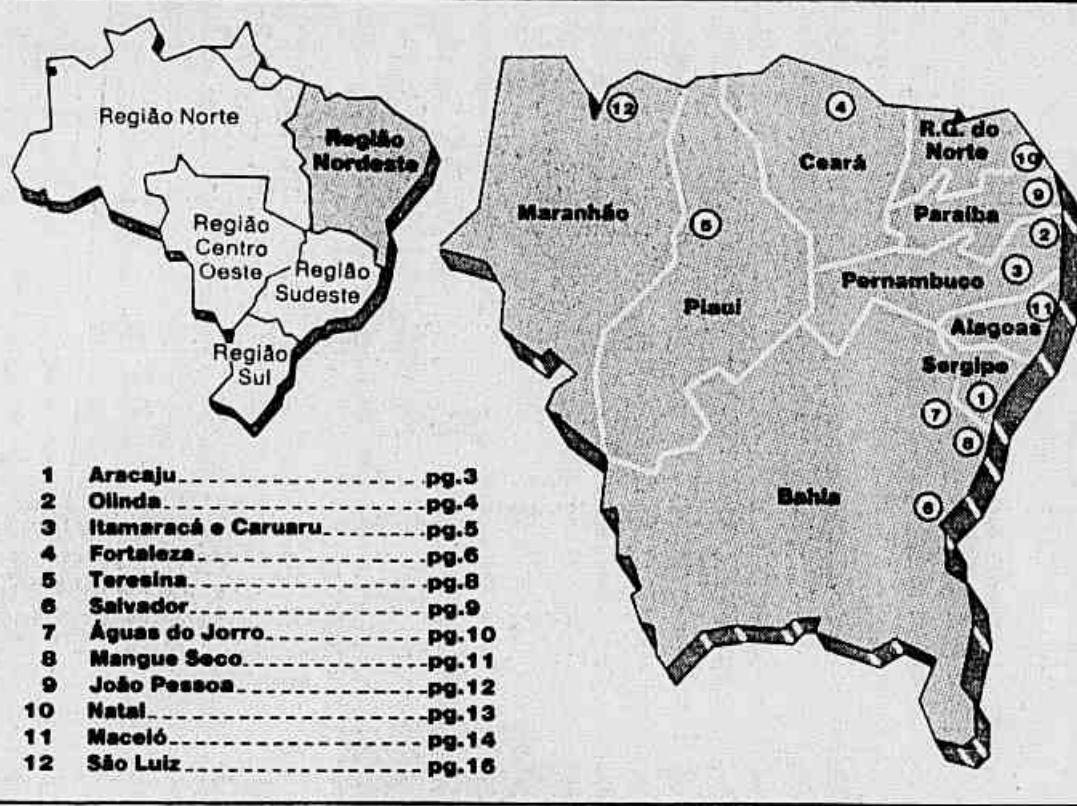 Região Norte
Região
Nordeste
Região
Centro
Oeste
Região
Sudeste
Região
Sul
12
4
R.G. do
Norte
10
Ceará
9
Maranhão
Paraíba
5
2
3
Pernambuco
Piauí
11
Alagoas
Sergipe
1
7
8
Bahia
6
1 Aracaju pg.3
2 Olinda pg.4
3 Itamaracá e Caruaru pg.5
4 Fortaleza pg.6
5 Teresina pg.8
6 Salvador pg.9
7 Águas do Jorro pg.10
8 Mangue Seco pg.11
9 João Pessoa pg.12
10 Natal pg.13
11 Maceió pg.14
12 São Luiz pg.16